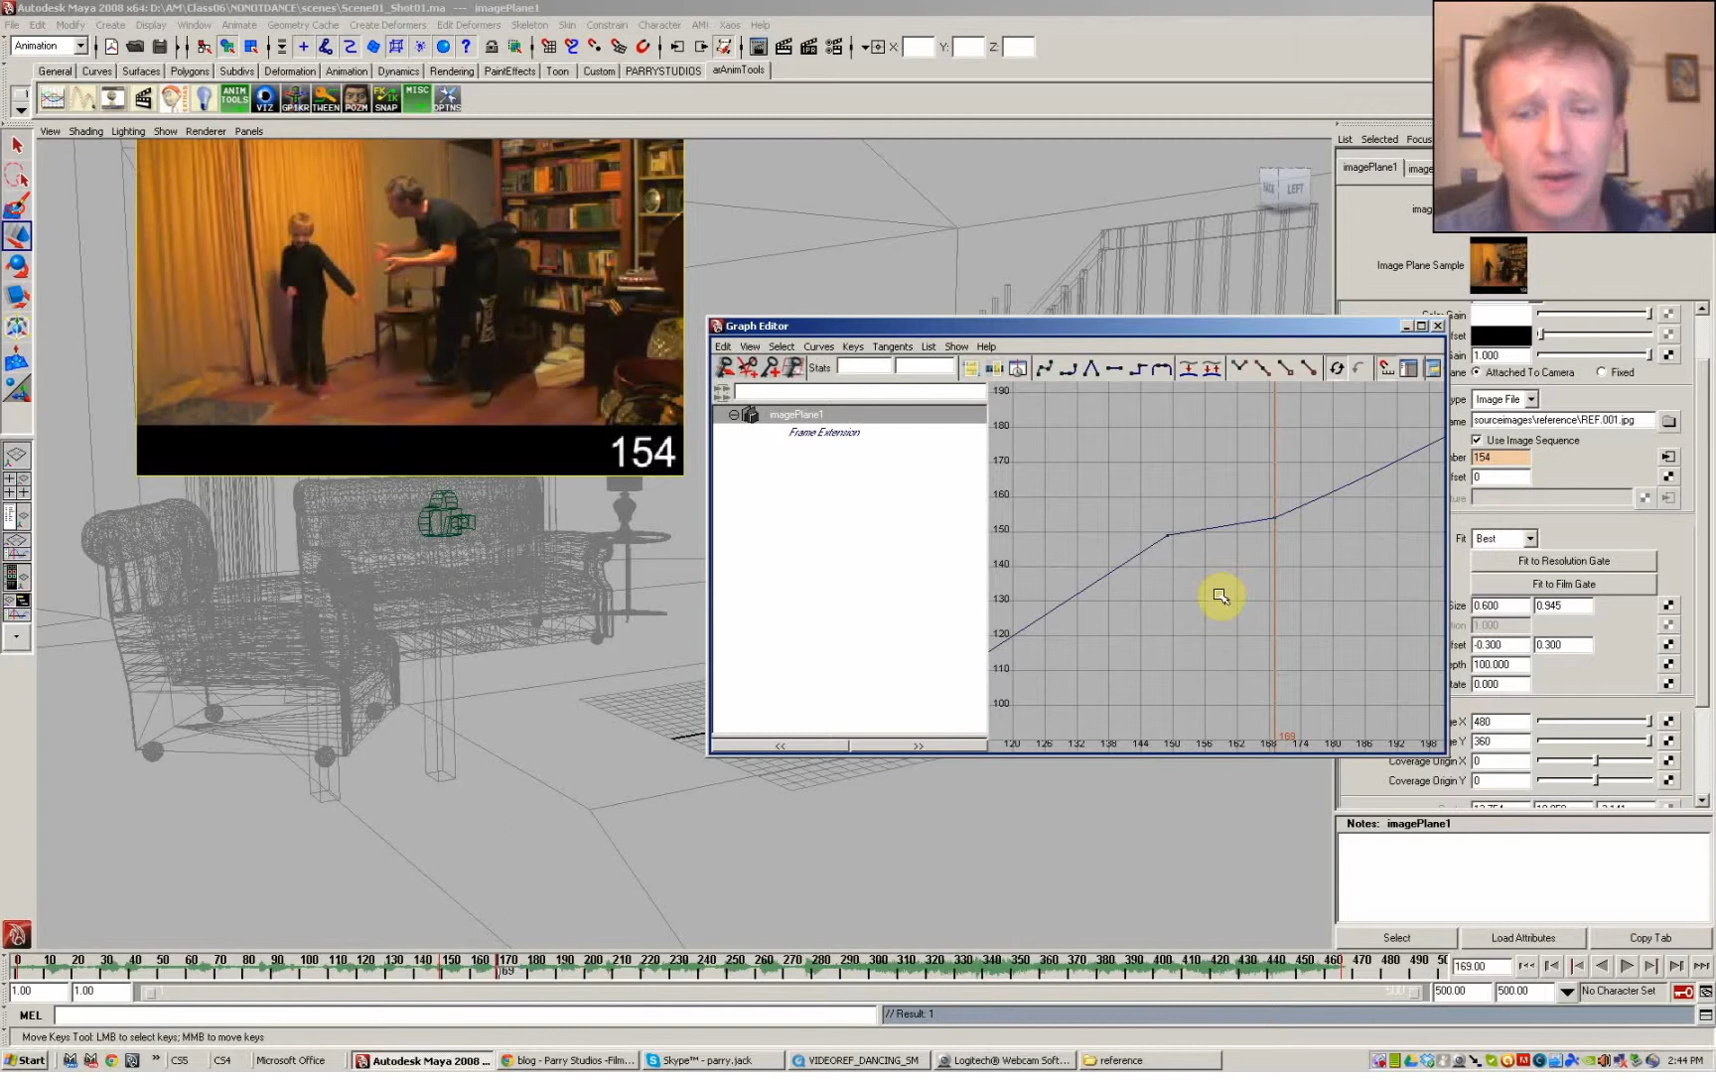 Autodesk Maya 2008 x64: D:\AM\Class06\NONOTDANCE\scenes\Scene01_Shot01.ma --- imagePlane1
Edit Modify Create Display Window Animate Geometry Cache Create Deformers Edit Deformers Skeleton Skin Constrain Character AM! Xaos Help
Animation
X: Y: Z:
General Curves Surfaces Polygons Subdivs Deformation Animation Dynamics Rendering PaintEffects Toon Custom PARRYSTUDIOS arAnimTools
ANIM TOOLS VIZ TWEEN POZM SNAP MISC OPTNS
View Shading Lighting Show Renderer Panels
List Selected Focus
imagePlane1
LEFT
Image Plane Sample
154
Graph Editor
Edit View Select Curves Keys Tangents List Show Help
Stats
imagePlane1
Frame Extension
190
180
170
160
150
140
130
120
110
100
120 126 132 138 144 150 156 162 168 169 174 180 186 192 198
<< >>
Gain 1.000
Attached To Camera Fixed
Image File
sourceimages\reference\REF.001.jpg
Use Image Sequence
154
0
Fit Best
Fit to Resolution Gate
Fit to Film Gate
0.600 0.945
1.000
-0.300 0.300
100.000
0.000
480
360
Coverage Origin X 0
Coverage Origin Y 0
Notes: imagePlane1
Select Load Attributes Copy Tab
0 10 20 30 40 50 60 70 80 90 100 110 120 130 140 150 160 170 180 190 200 210 220 230 240 250 260 270 280 290 300 310 320 330 340 350 360 370 380 390 400 410 420 430 440 450 460 470 480 490
169.00
1.00 1.00 500.00 500.00 No Character Set
MEL // Result: 1
Move Keys Tool: LMB to select keys; MMB to move keys
Start » CS5 CS4 Microsoft Office Autodesk Maya 2008 ... blog - Parry Studios -Film... Skype™ - parry.jack VIDEOREF_DANCING_SM Logitech® Webcam Soft... reference 2:44 PM